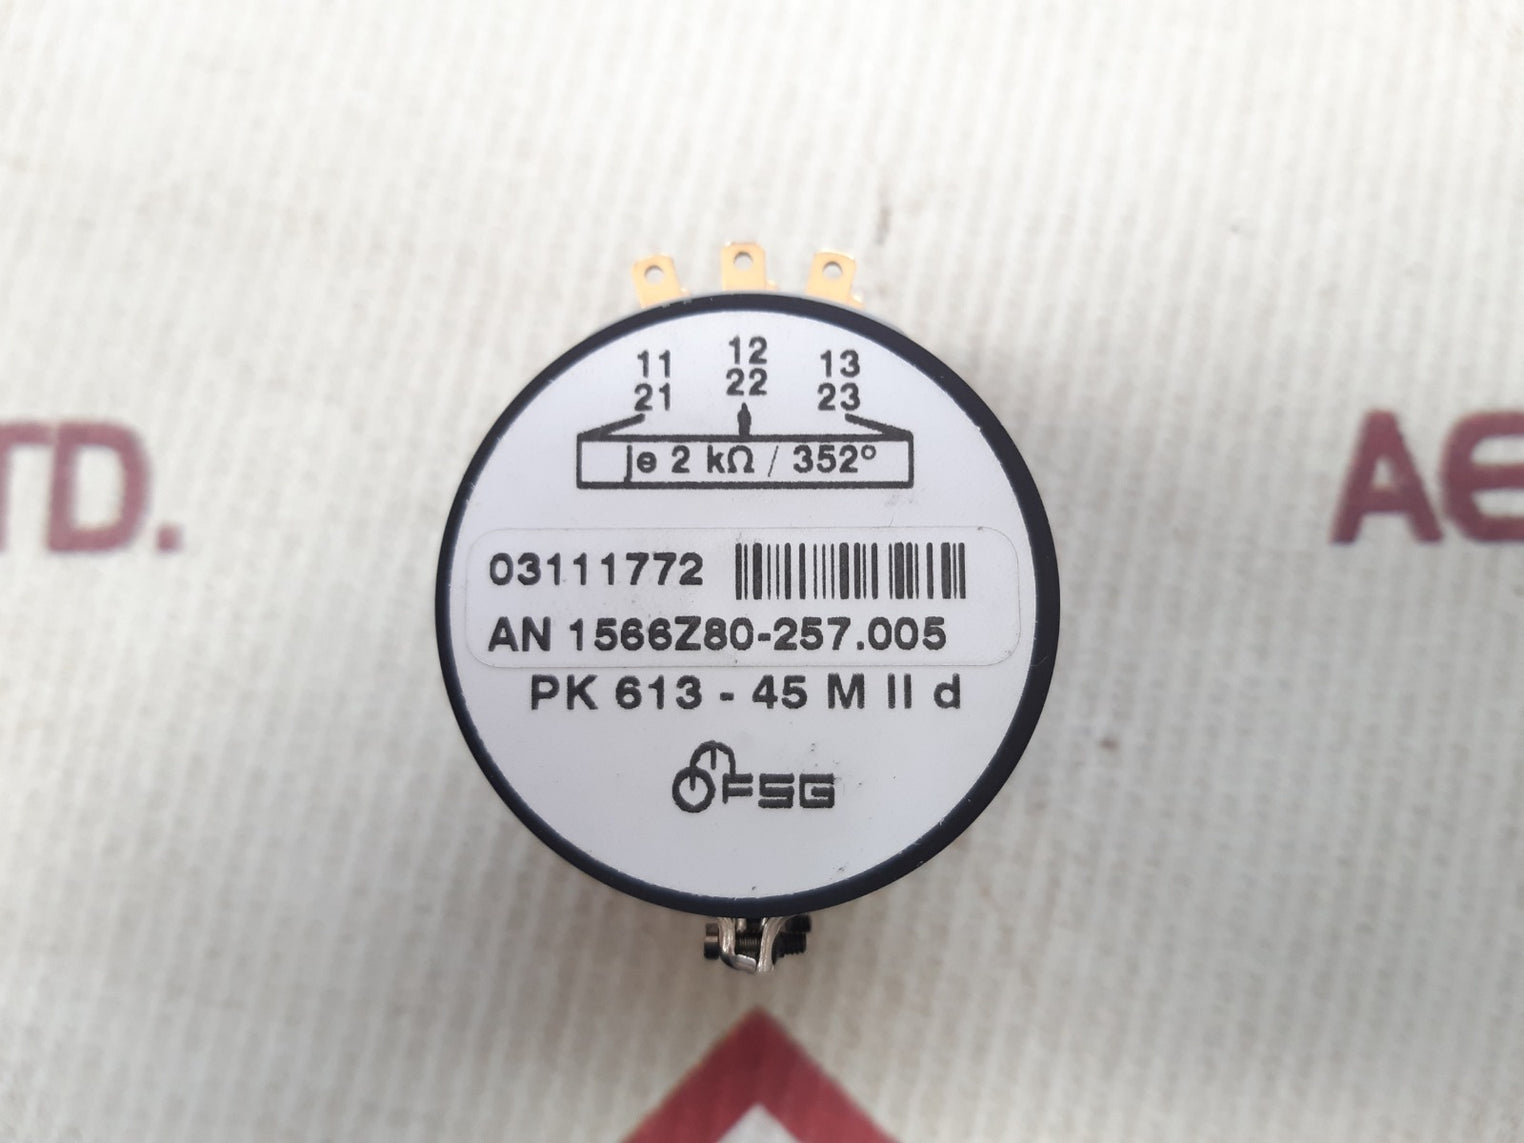 11 12 13
21 22 23
je 2 kΩ / 352°
03111772
AN 1566Z80-257.005
PK 613 - 45 M II d
FSG
TD.
AE